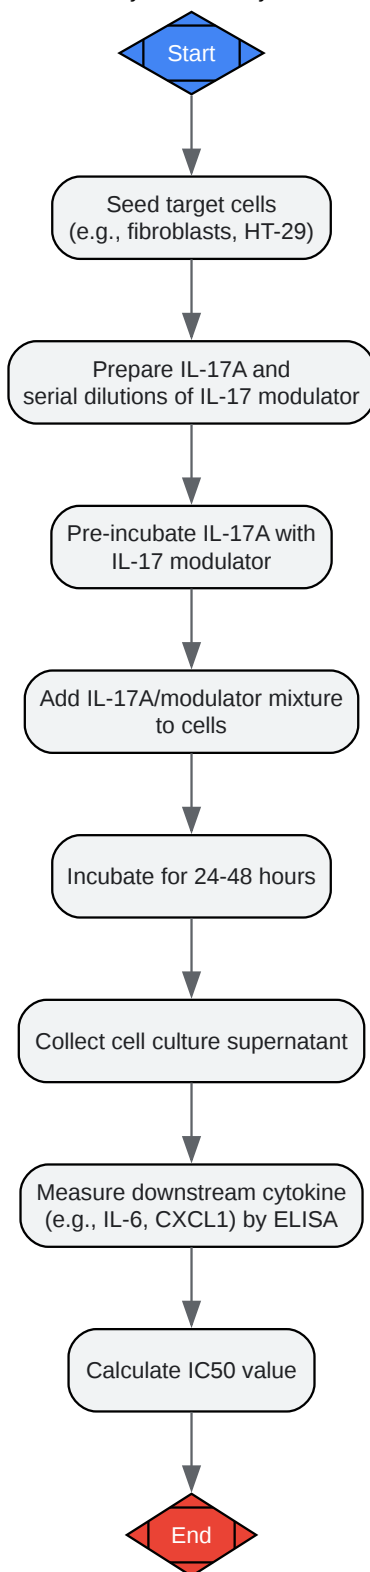 Start
Seed target cells
(e.g., fibroblasts, HT-29)
Prepare IL-17A and
serial dilutions of IL-17 modulator
Pre-incubate IL-17A with
IL-17 modulator
Add IL-17A/modulator mixture
to cells
Incubate for 24-48 hours
Collect cell culture supernatant
Measure downstream cytokine
(e.g., IL-6, CXCL1) by ELISA
Calculate IC50 value
End